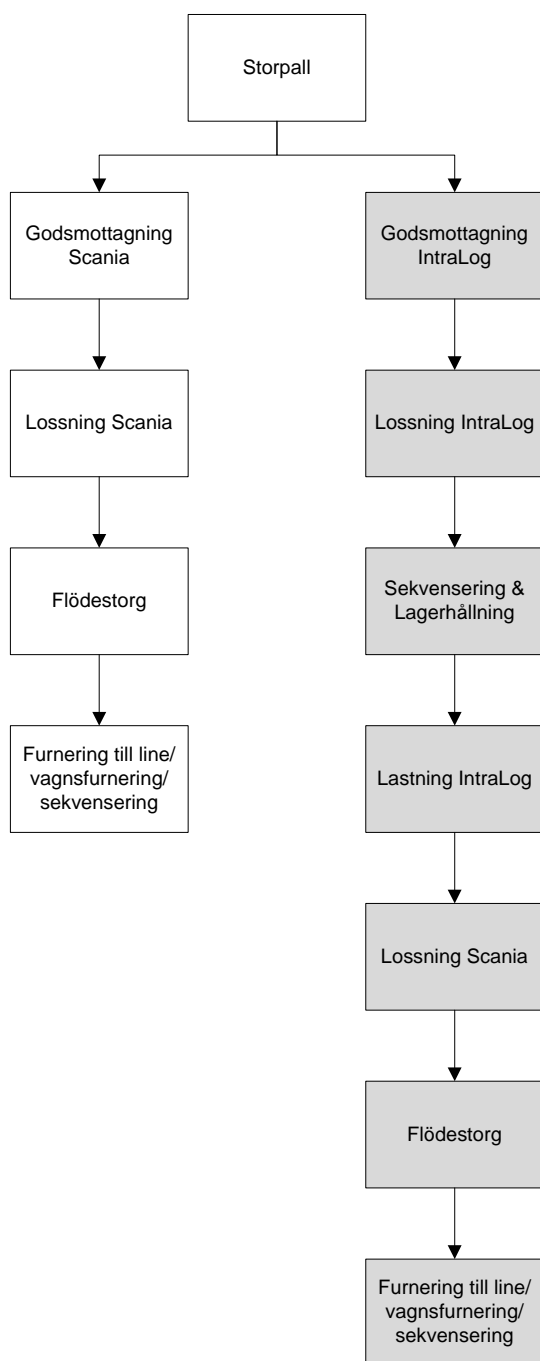 Storpall
Godsmottagning
Scania
Lossning Scania
Flödestorg
Furnering till line/
vagnsfurnering/
sekvensering
Godsmottagning
IntraLog
Lossning IntraLog
Sekvensering &
Lagerhållning
Lastning IntraLog
Lossning Scania
Flödestorg
Furnering till line/
vagnsfurnering/
sekvensering